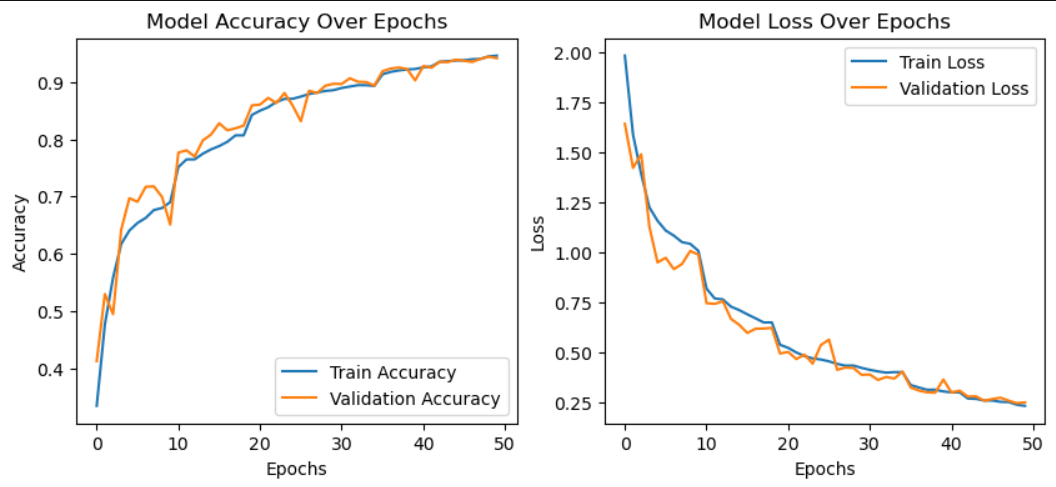 Model Accuracy Over Epochs
Accuracy
0.9
0.8
0.7
0.6
0.5
0.4
Train Accuracy
Validation Accuracy
0 10 20 30 40 50
Epochs
Model Loss Over Epochs
Loss
2.00
1.75
1.50
1.25
1.00
0.75
0.50
0.25
Train Loss
Validation Loss
0 10 20 30 40 50
Epochs